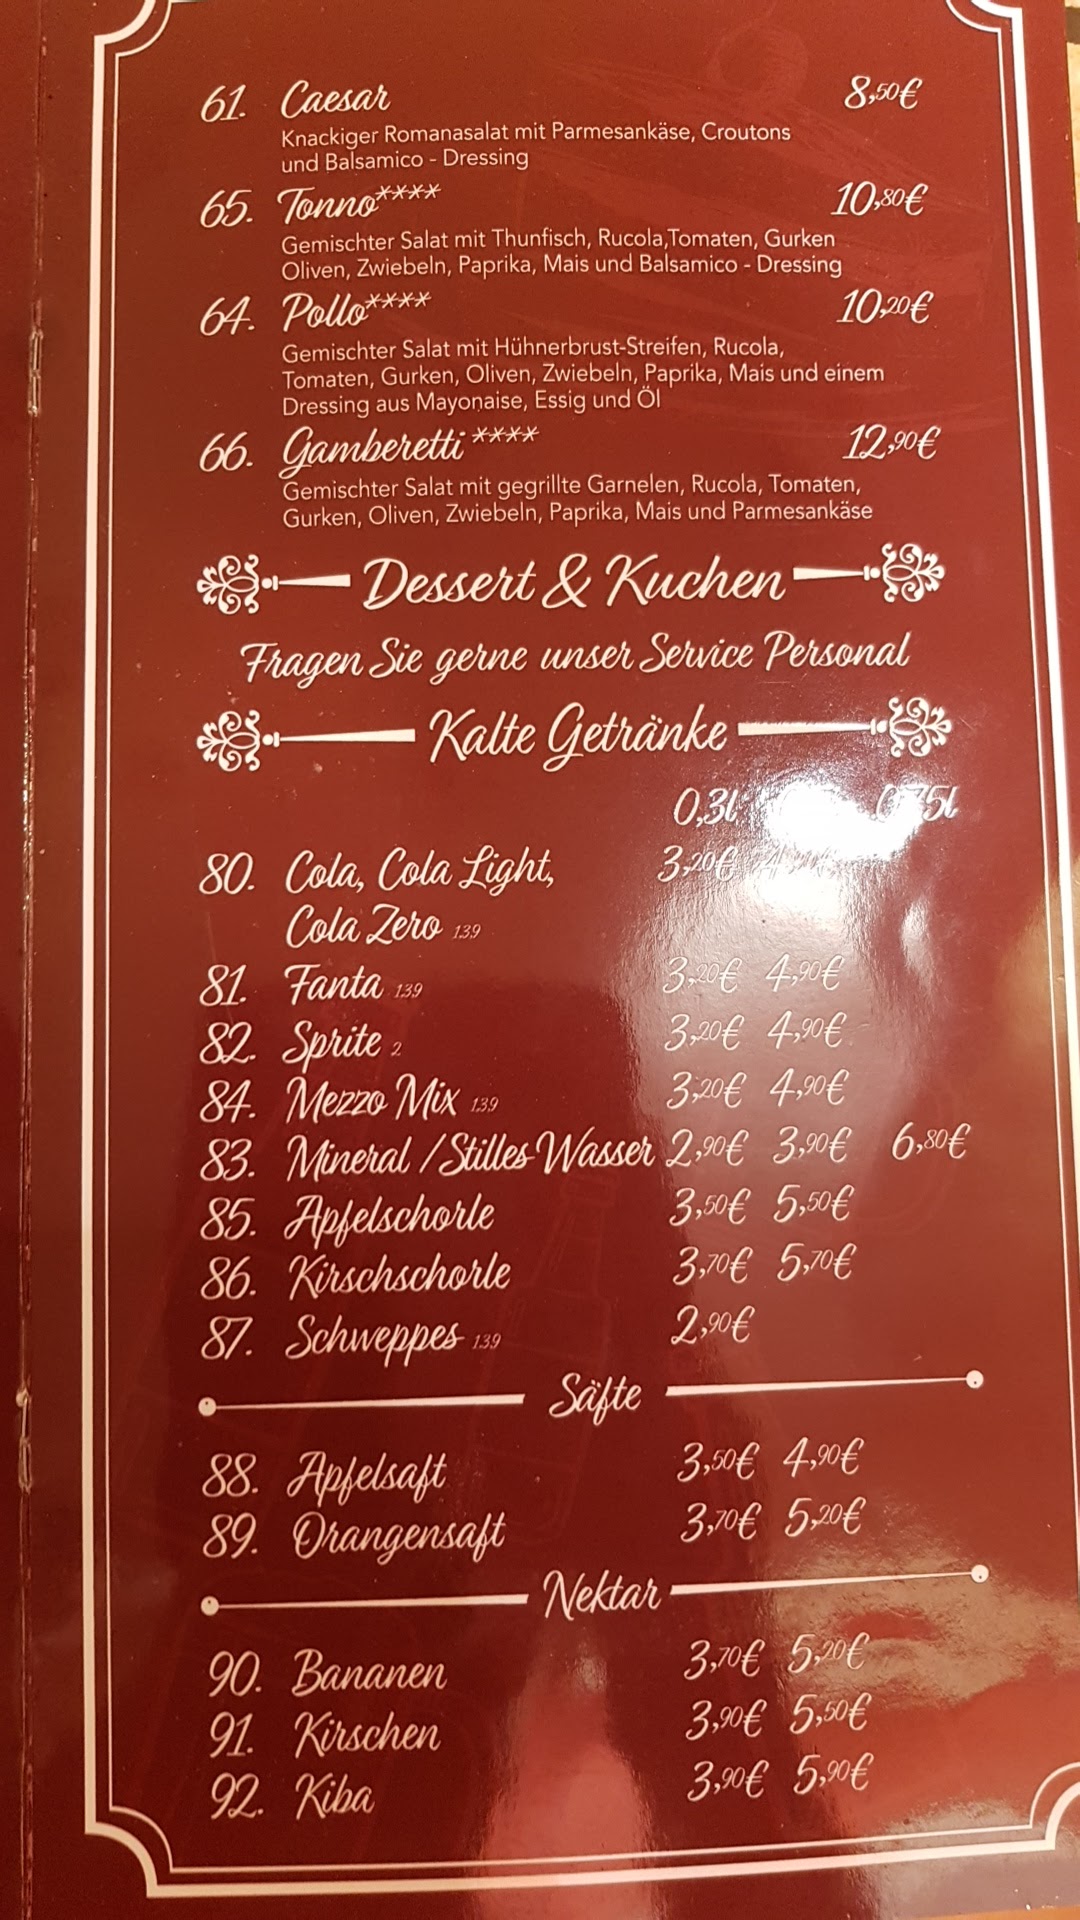 61. Caesar 8,50€
Knackiger Romanasalat mit Parmesankäse, Croutons
und Balsamico - Dressing
65. Tonno**** 10,80€
Gemischter Salat mit Thunfisch, Rucola,Tomaten, Gurken
Oliven, Zwiebeln, Paprika, Mais und Balsamico - Dressing
64. Pollo**** 10,20€
Gemischter Salat mit Hühnerbrust-Streifen, Rucola,
Tomaten, Gurken, Oliven, Zwiebeln, Paprika, Mais und einem
Dressing aus Mayonaise, Essig und Öl
66. Gamberetti**** 12,90€
Gemischter Salat mit gegrillte Garnelen, Rucola, Tomaten,
Gurken, Oliven, Zwiebeln, Paprika, Mais und Parmesankäse
Dessert & Kuchen
Fragen Sie gerne unser Service Personal
Kalte Getränke
0,3l 0,75l
80. Cola, Cola Light, 3,20€
Cola Zero 1.3.9
81. Fanta 1.3.9 3,20€ 4,90€
82. Sprite 2 3,20€ 4,90€
84. Mezzo Mix 1.3.9 3,20€ 4,90€
83. Mineral / Stilles Wasser 2,90€ 3,90€ 6,80€
85. Apfelschorle 3,50€ 5,50€
86. Kirschschorle 3,70€ 5,70€
87. Schweppes 1.3.9 2,90€
Säfte
88. Apfelsaft 3,50€ 4,90€
89. Orangensaft 3,70€ 5,20€
Nektar
90. Bananen 3,70€ 5,20€
91. Kirschen 3,90€ 5,50€
92. Kiba 3,90€ 5,90€